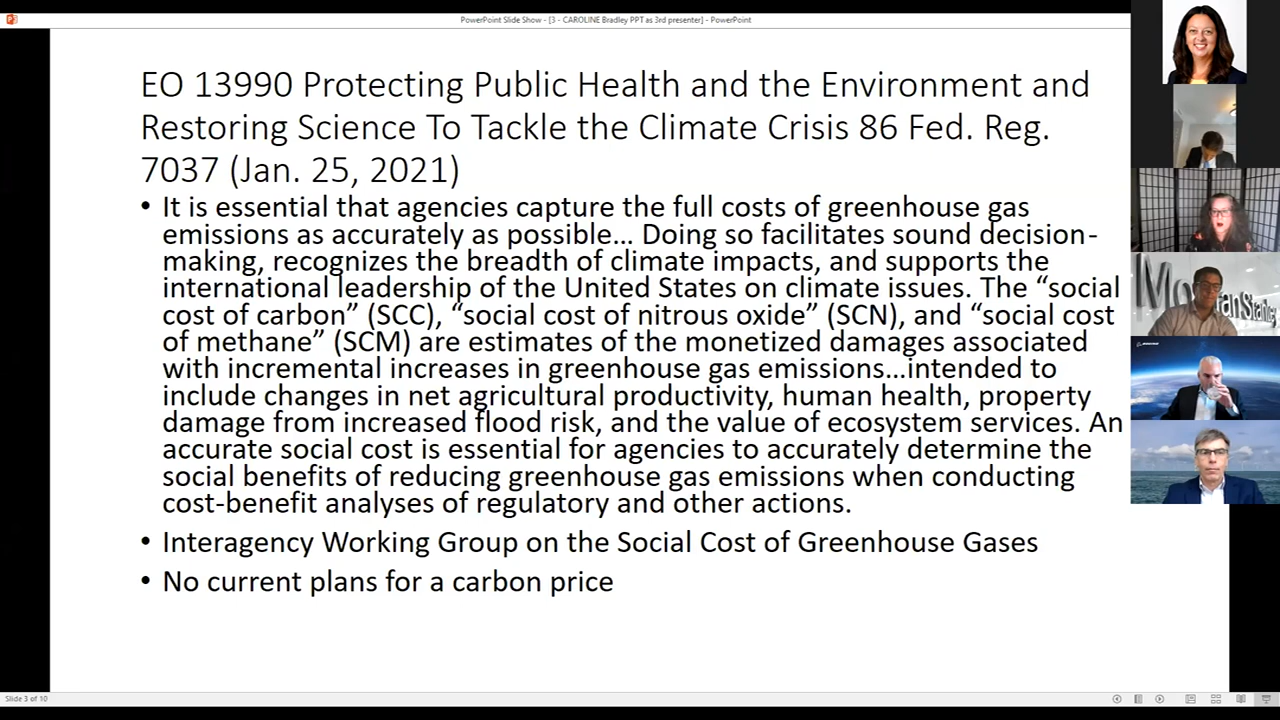 PowerPoint Slide Show - [3 - CAROLINE Bradley PPT as 3rd presenter] - PowerPoint
EO 13990 Protecting Public Health and the Environment and
Restoring Science To Tackle the Climate Crisis 86 Fed. Reg.
7037 (Jan. 25, 2021)
• It is essential that agencies capture the full costs of greenhouse gas
emissions as accurately as possible… Doing so facilitates sound decision-
making, recognizes the breadth of climate impacts, and supports the
international leadership of the United States on climate issues. The “social
cost of carbon” (SCC), “social cost of nitrous oxide” (SCN), and “social cost
of methane” (SCM) are estimates of the monetized damages associated
with incremental increases in greenhouse gas emissions…intended to
include changes in net agricultural productivity, human health, property
damage from increased flood risk, and the value of ecosystem services. An
accurate social cost is essential for agencies to accurately determine the
social benefits of reducing greenhouse gas emissions when conducting
cost-benefit analyses of regulatory and other actions.
• Interagency Working Group on the Social Cost of Greenhouse Gases
• No current plans for a carbon price
BOEING
Slide 3 of 10